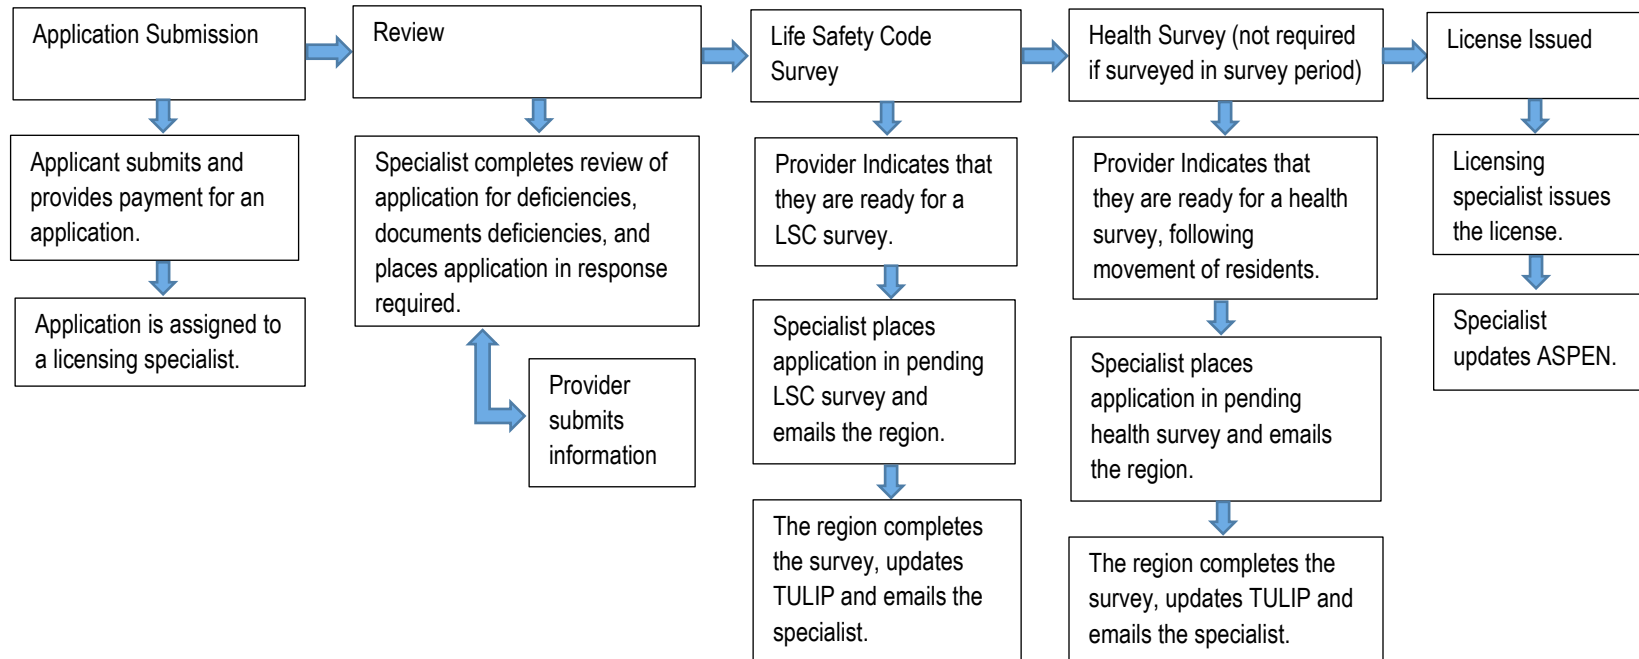 Application Submission
Applicant submits and
provides payment for an
application.
Application is assigned to
a licensing specialist.
Review
Specialist completes review of
application for deficiencies,
documents deficiencies, and
places application in response
required.
Provider
submits
information
Life Safety Code
Survey
Provider Indicates that
they are ready for a
LSC survey.
Specialist places
application in pending
LSC survey and
emails the region.
The region completes
the survey, updates
TULIP and emails the
specialist.
Health Survey (not required
if surveyed in survey period)
Provider Indicates that
they are ready for a health
survey, following
movement of residents.
Specialist places
application in pending
health survey and emails
the region.
The region completes the
survey, updates TULIP and
emails the specialist.
License Issued
Licensing
specialist issues
the license.
Specialist
updates ASPEN.